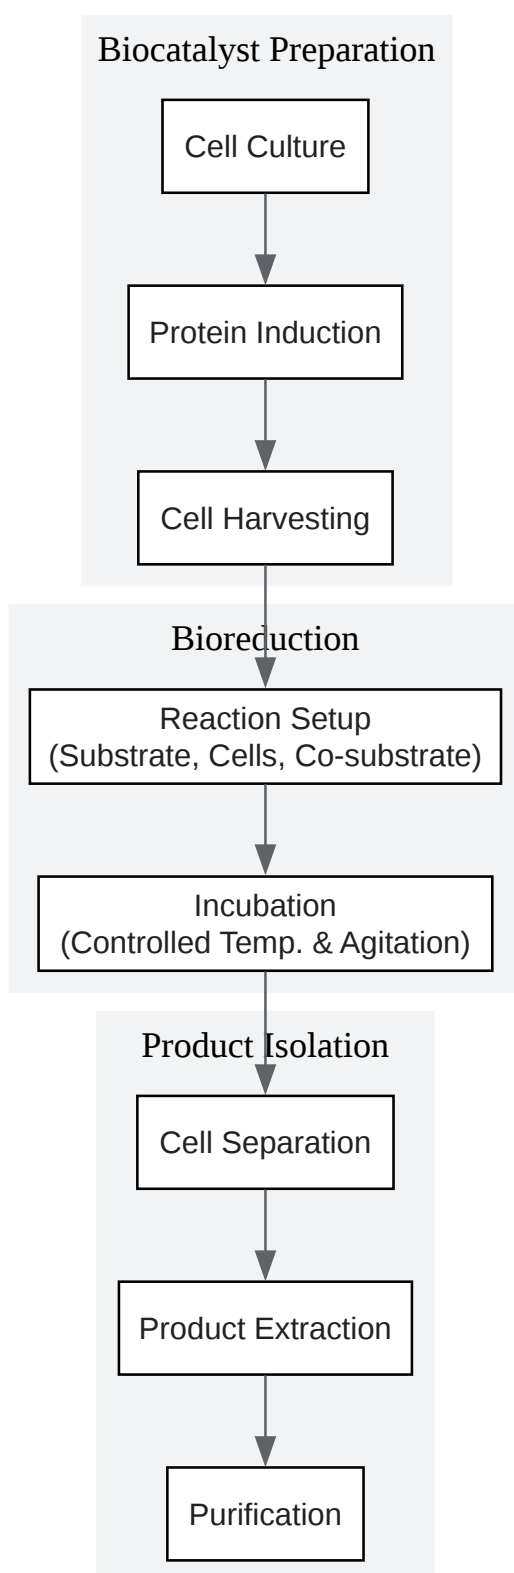 Biocatalyst Preparation
Cell Culture
Protein Induction
Cell Harvesting
Bioreduction
Reaction Setup
(Substrate, Cells, Co-substrate)
Incubation
(Controlled Temp. & Agitation)
Product Isolation
Cell Separation
Product Extraction
Purification